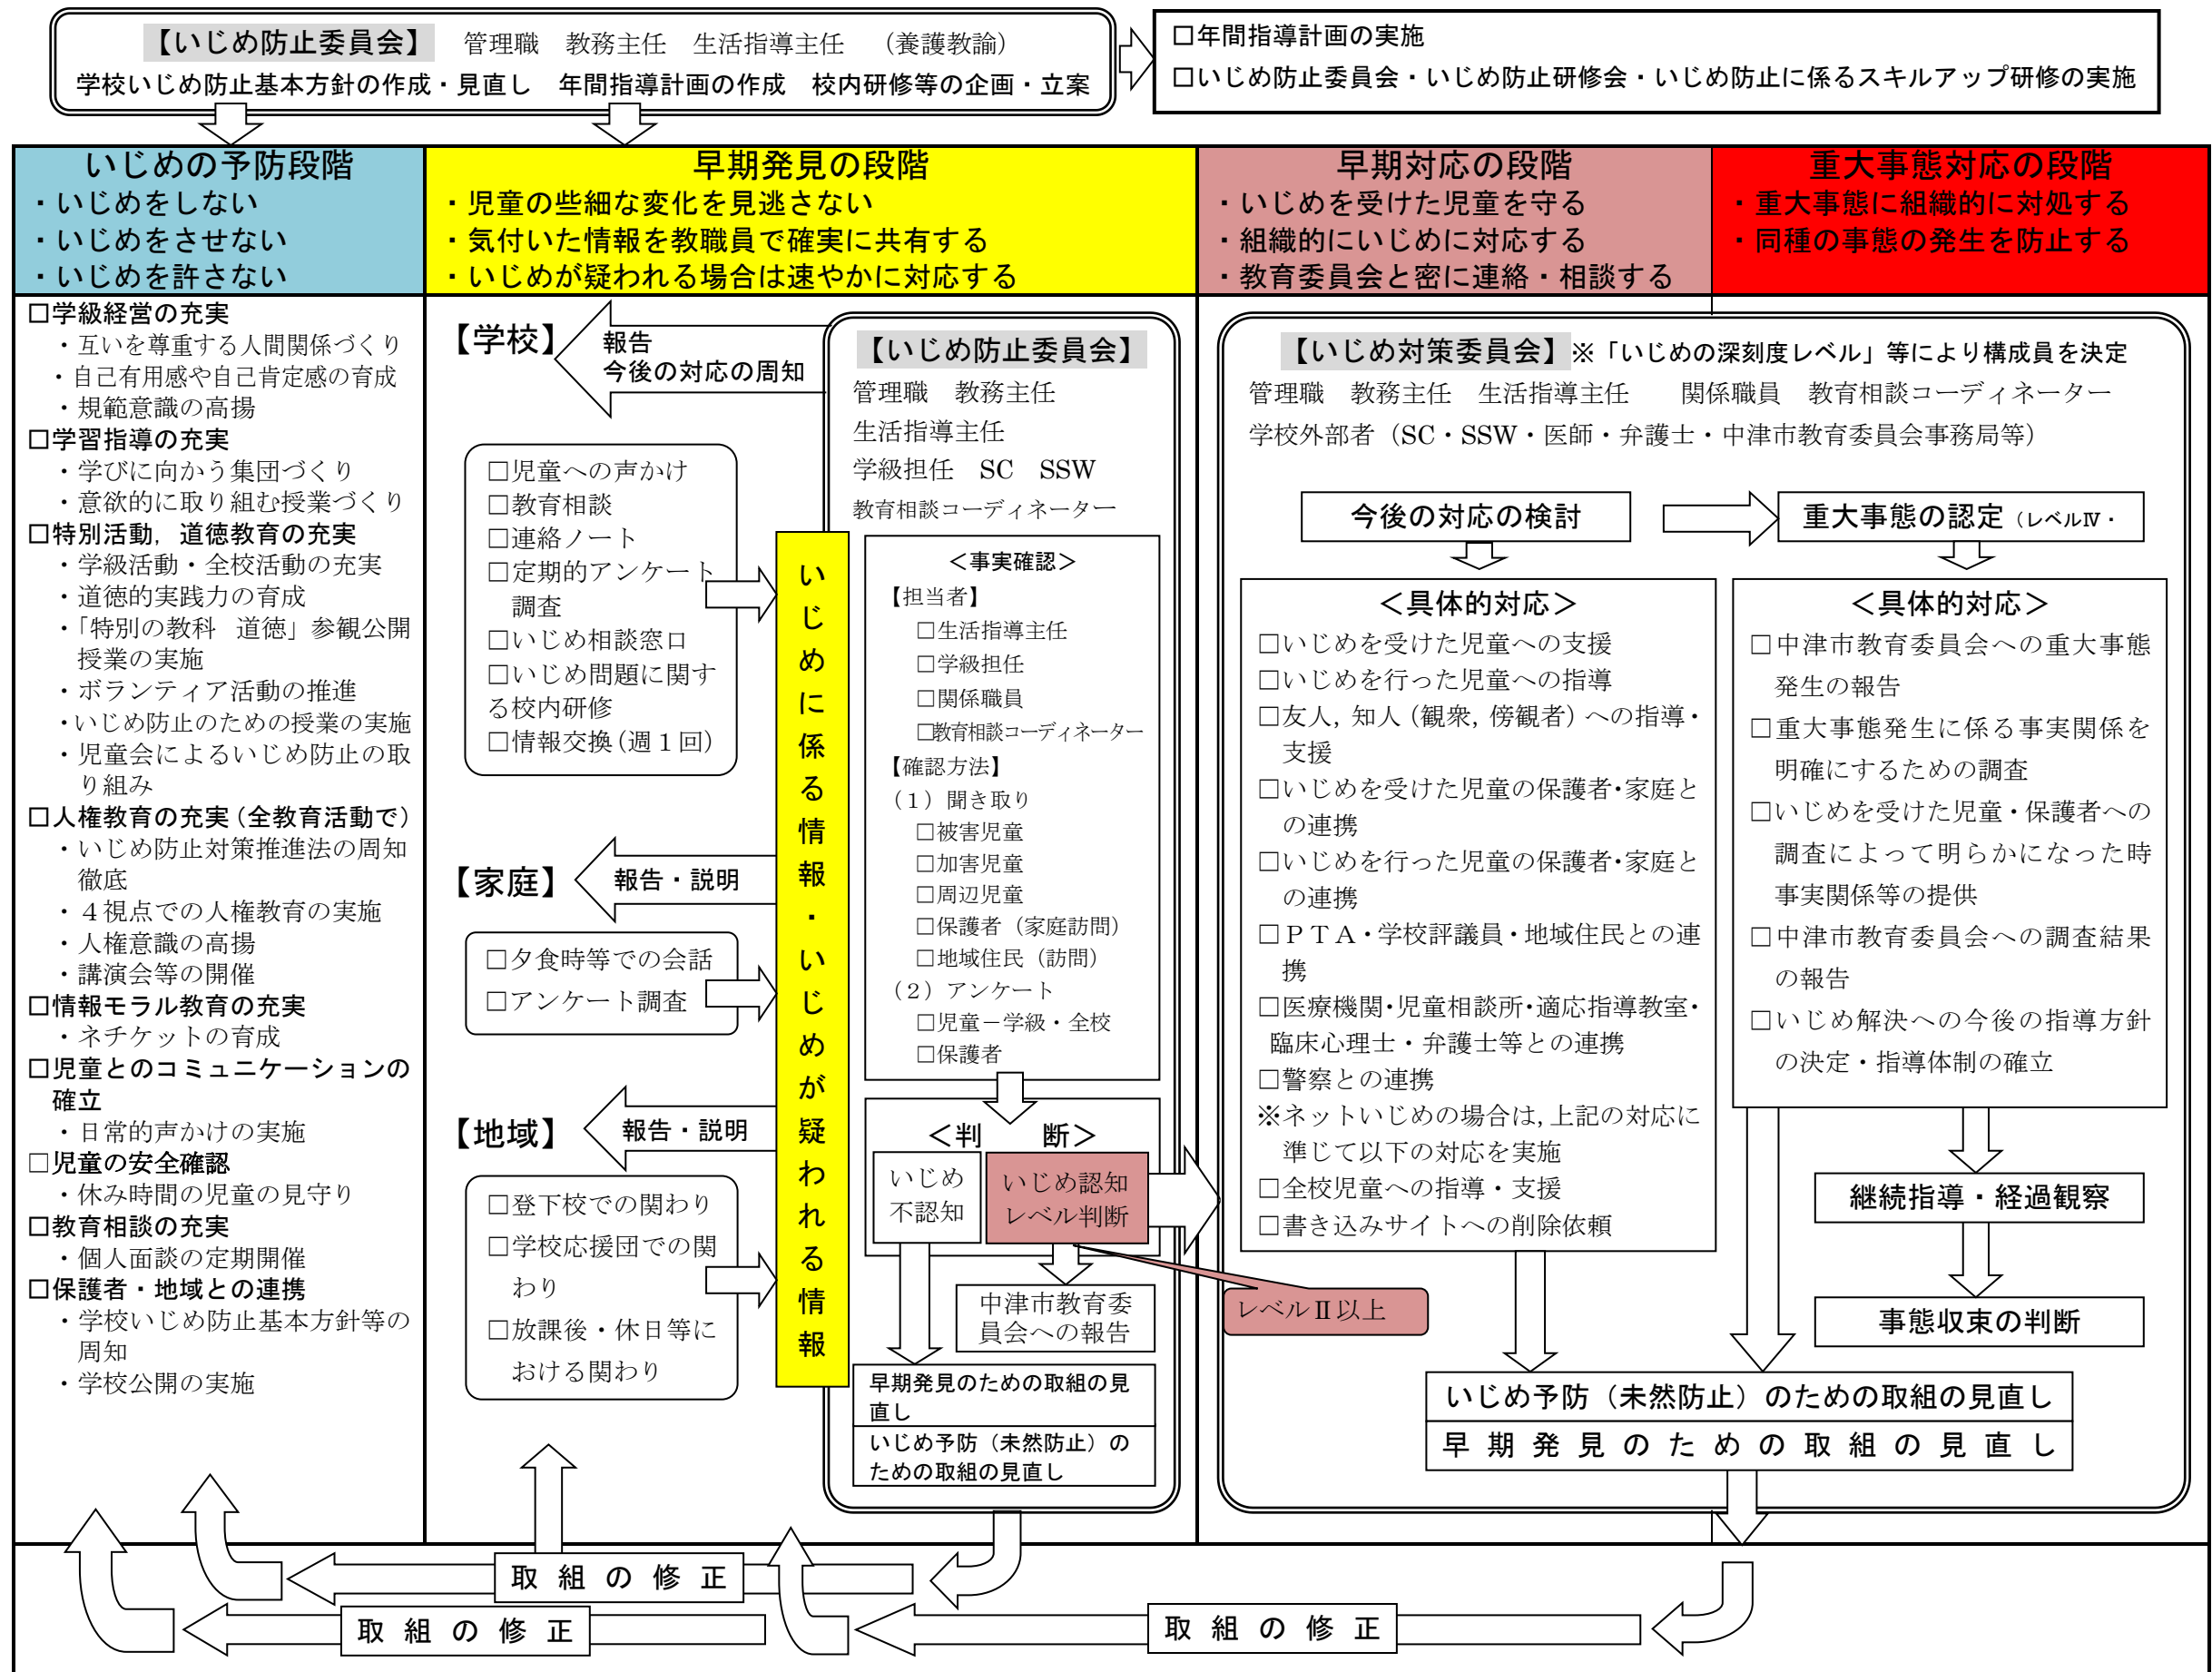 【いじめ防止委員会】 管理職 教務主任 生活指導主任 （養護教諭）
学校いじめ防止基本方針の作成・見直し 年間指導計画の作成 校内研修等の企画・立案
□年間指導計画の実施
□いじめ防止委員会・いじめ防止研修会・いじめ防止に係るスキルアップ研修の実施
いじめの予防段階
・いじめをしない
・いじめをさせない
・いじめを許さない
早期発見の段階
・児童の些細な変化を見逃さない
・気付いた情報を教職員で確実に共有する
・いじめが疑われる場合は速やかに対応する
早期対応の段階
・いじめを受けた児童を守る
・組織的にいじめに対応する
・教育委員会と密に連絡・相談する
重大事態対応の段階
・重大事態に組織的に対処する
・同種の事態の発生を防止する
□学級経営の充実
・互いを尊重する人間関係づくり
・自己有用感や自己肯定感の育成
・規範意識の高揚
□学習指導の充実
・学びに向かう集団づくり
・意欲的に取り組む授業づくり
□特別活動，道徳教育の充実
・学級活動・全校活動の充実
・道徳的実践力の育成
・「特別の教科 道徳」参観公開
授業の実施
・ボランティア活動の推進
・いじめ防止のための授業の実施
・児童会によるいじめ防止の取
り組み
□人権教育の充実（全教育活動で）
・いじめ防止対策推進法の周知
徹底
・４視点での人権教育の実施
・人権意識の高揚
・講演会等の開催
□情報モラル教育の充実
・ネチケットの育成
□児童とのコミュニケーションの
確立
・日常的声かけの実施
□児童の安全確認
・休み時間の児童の見守り
□教育相談の充実
・個人面談の定期開催
□保護者・地域との連携
・学校いじめ防止基本方針等の
周知
・学校公開の実施
【学校】
報告
今後の対応の周知
□児童への声かけ
□教育相談
□連絡ノート
□定期的アンケート
調査
□いじめ相談窓口
□いじめ問題に関す
る校内研修
□情報交換（週１回）
【家庭】
報告・説明
□夕食時等での会話
□アンケート調査
【地域】
報告・説明
□登下校での関わり
□学校応援団での関
わり
□放課後・休日等に
おける関わり
いじめに係る情報・いじめが疑われる情報
【いじめ防止委員会】
管理職 教務主任
生活指導主任
学級担任 SC SSW
教育相談コーディネーター
＜事実確認＞
【担当者】
□生活指導主任
□学級担任
□関係職員
□教育相談コーディネーター
【確認方法】
（１）聞き取り
□被害児童
□加害児童
□周辺児童
□保護者（家庭訪問）
□地域住民（訪問）
（２）アンケート
□児童－学級・全校
□保護者
＜判 断＞
いじめ
不認知
いじめ認知
レベル判断
中津市教育委
員会への報告
早期発見のための取組の見
直し
いじめ予防（未然防止）の
ための取組の見直し
レベルⅡ以上
【いじめ対策委員会】※「いじめの深刻度レベル」等により構成員を決定
管理職 教務主任 生活指導主任 関係職員 教育相談コーディネーター
学校外部者（SC・SSW・医師・弁護士・中津市教育委員会事務局等）
今後の対応の検討
重大事態の認定（レベルⅣ・
＜具体的対応＞
□いじめを受けた児童への支援
□いじめを行った児童への指導
□友人，知人（観衆，傍観者）への指導・
支援
□いじめを受けた児童の保護者・家庭と
の連携
□いじめを行った児童の保護者・家庭と
の連携
□ＰＴＡ・学校評議員・地域住民との連
携
□医療機関・児童相談所・適応指導教室・
臨床心理士・弁護士等との連携
□警察との連携
※ネットいじめの場合は，上記の対応に
準じて以下の対応を実施
□全校児童への指導・支援
□書き込みサイトへの削除依頼
＜具体的対応＞
□中津市教育委員会への重大事態
発生の報告
□重大事態発生に係る事実関係を
明確にするための調査
□いじめを受けた児童・保護者への
調査によって明らかになった時
事実関係等の提供
□中津市教育委員会への調査結果
の報告
□いじめ解決への今後の指導方針
の決定・指導体制の確立
継続指導・経過観察
事態収束の判断
いじめ予防（未然防止）のための取組の見直し
早期発見のための取組の見直し
取組の修正
取組の修正
取組の修正